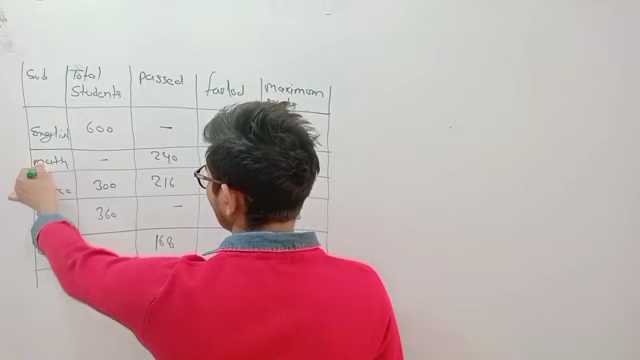 Sub Total Students passed failed maximum
English 600 -
math - 240
300 216
360 -
168